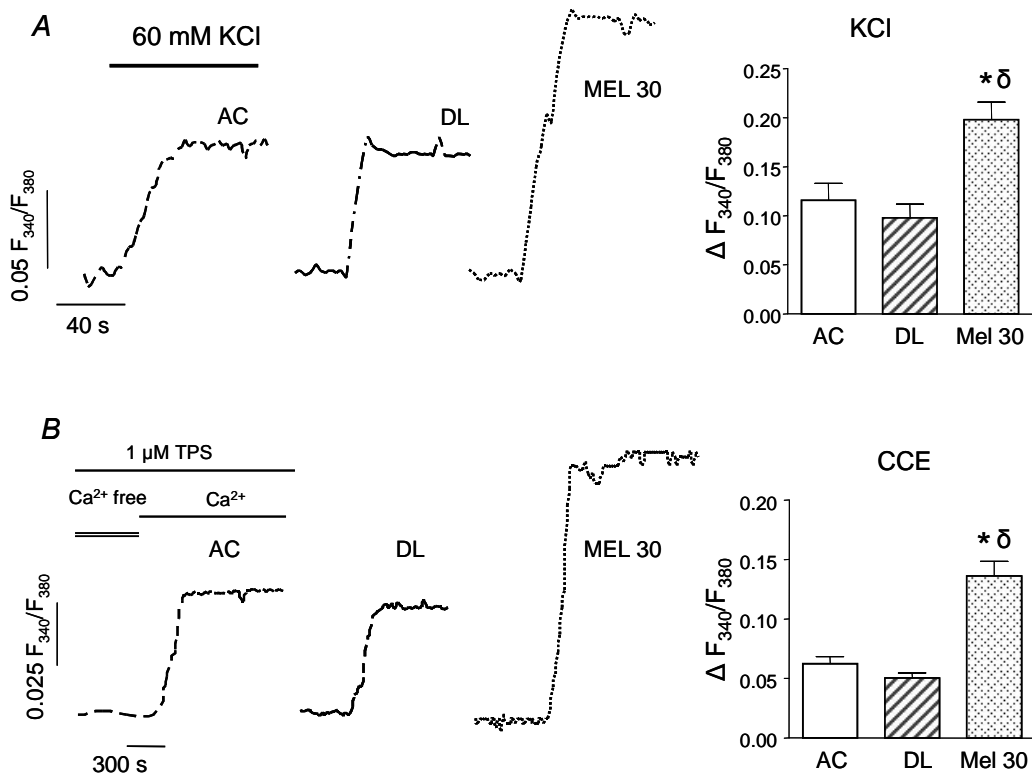 A
60 mM KCl
AC
DL
MEL 30
0.05 F340/F380
40 s
KCl
* δ
0.25
0.20
0.15
0.10
0.05
0.00
Δ F340/F380
AC DL Mel 30
B
1 µM TPS
Ca2+ free Ca2+
AC
DL
MEL 30
0.025 F340/F380
300 s
CCE
* δ
0.20
0.15
0.10
0.05
0.00
Δ F340/F380
AC DL Mel 30